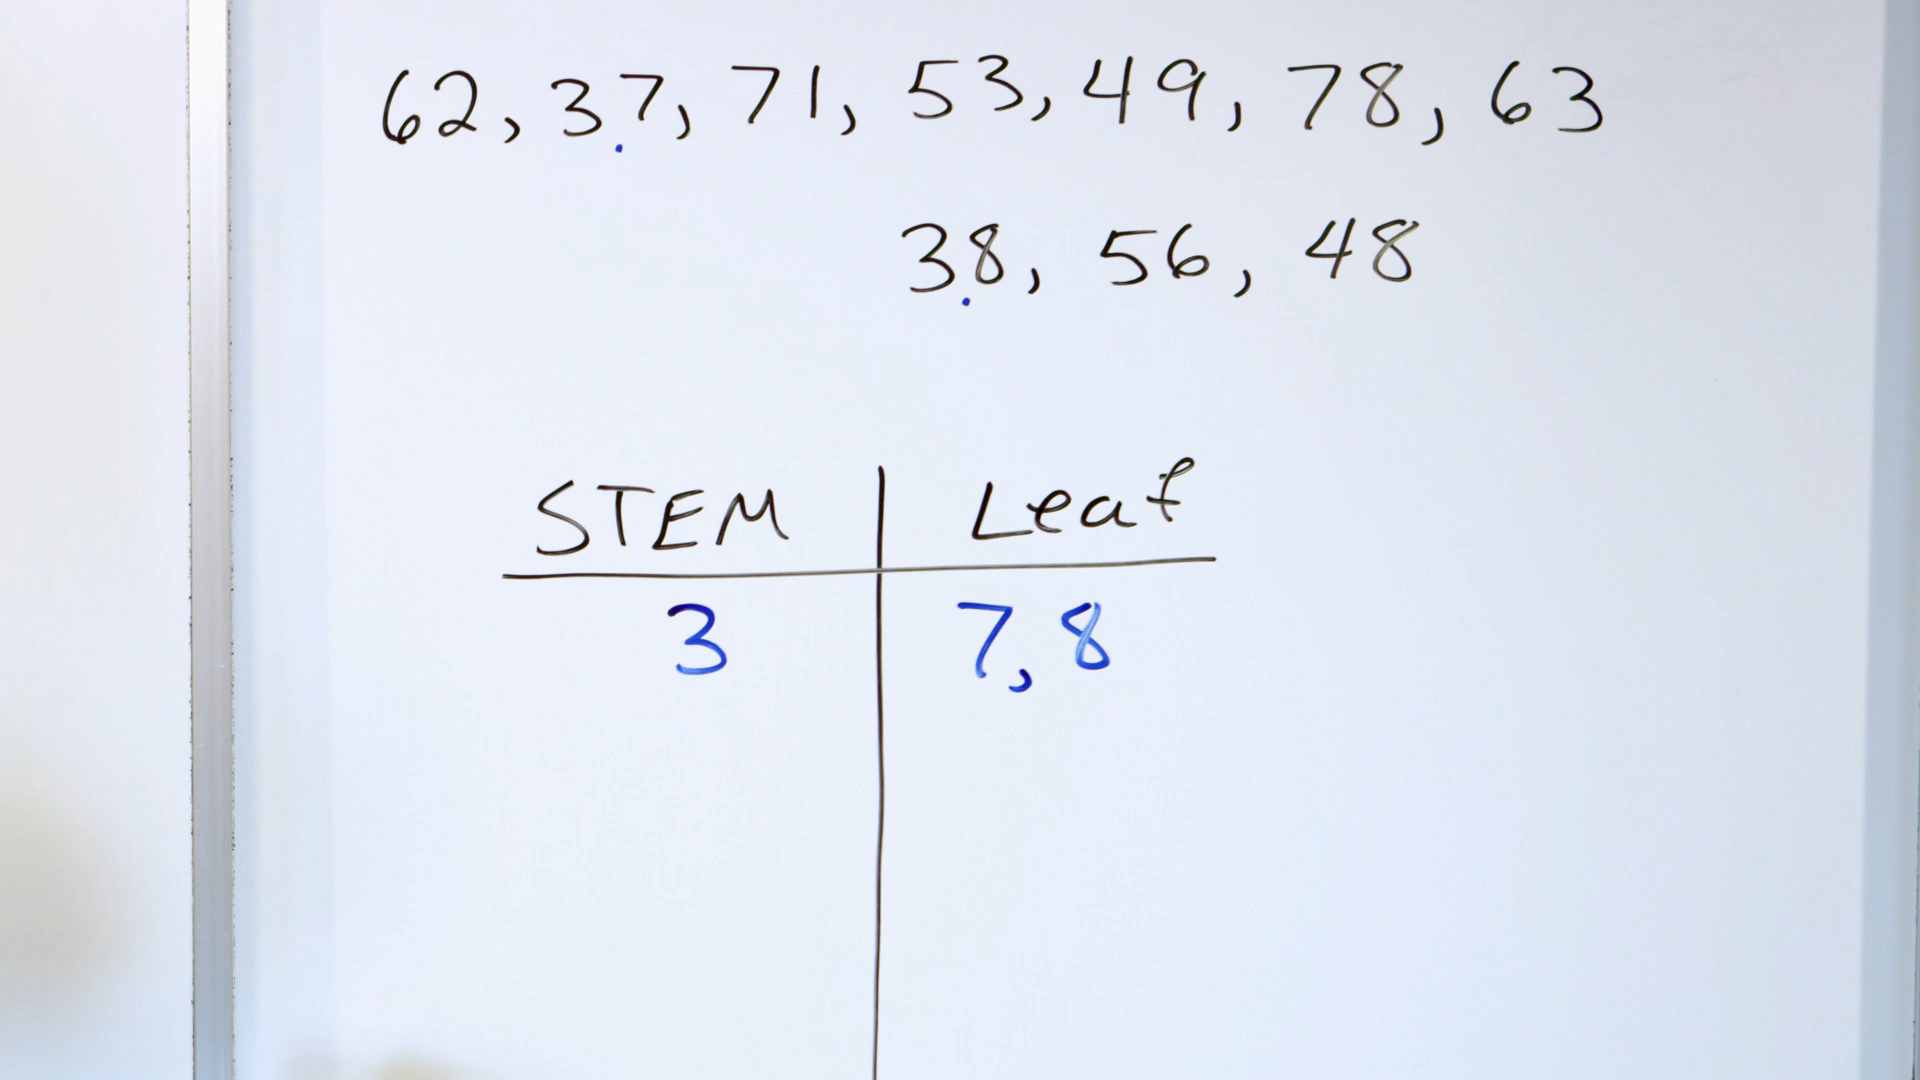 62, 37, 71, 53, 49, 78, 63
38, 56, 48
STEM Leaf
3 7, 8